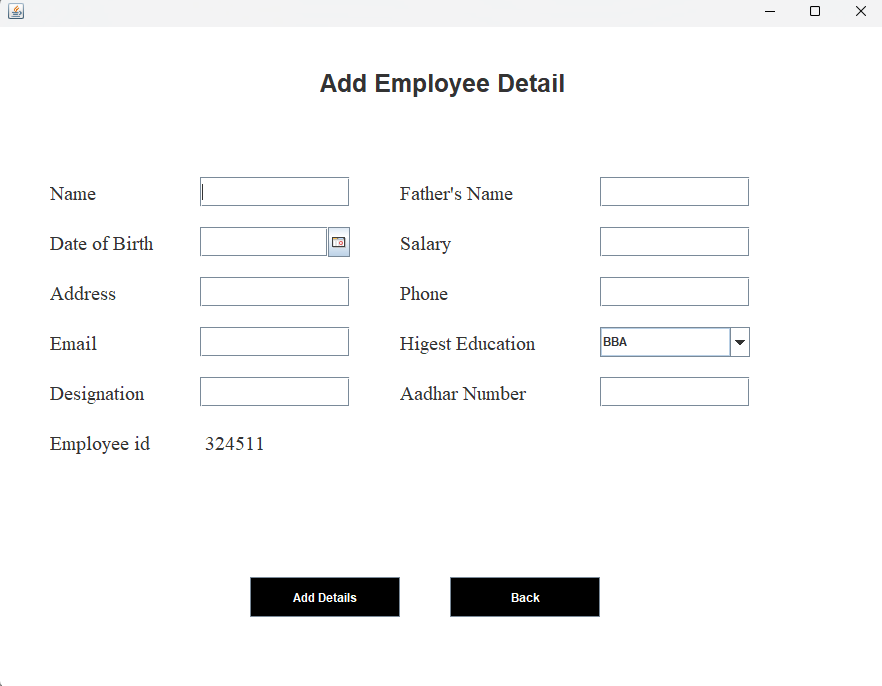 Add Employee Detail
Name Father's Name
Date of Birth Salary
Address Phone
Email Higest Education BBA
Designation Aadhar Number
Employee id 324511
Add Details Back